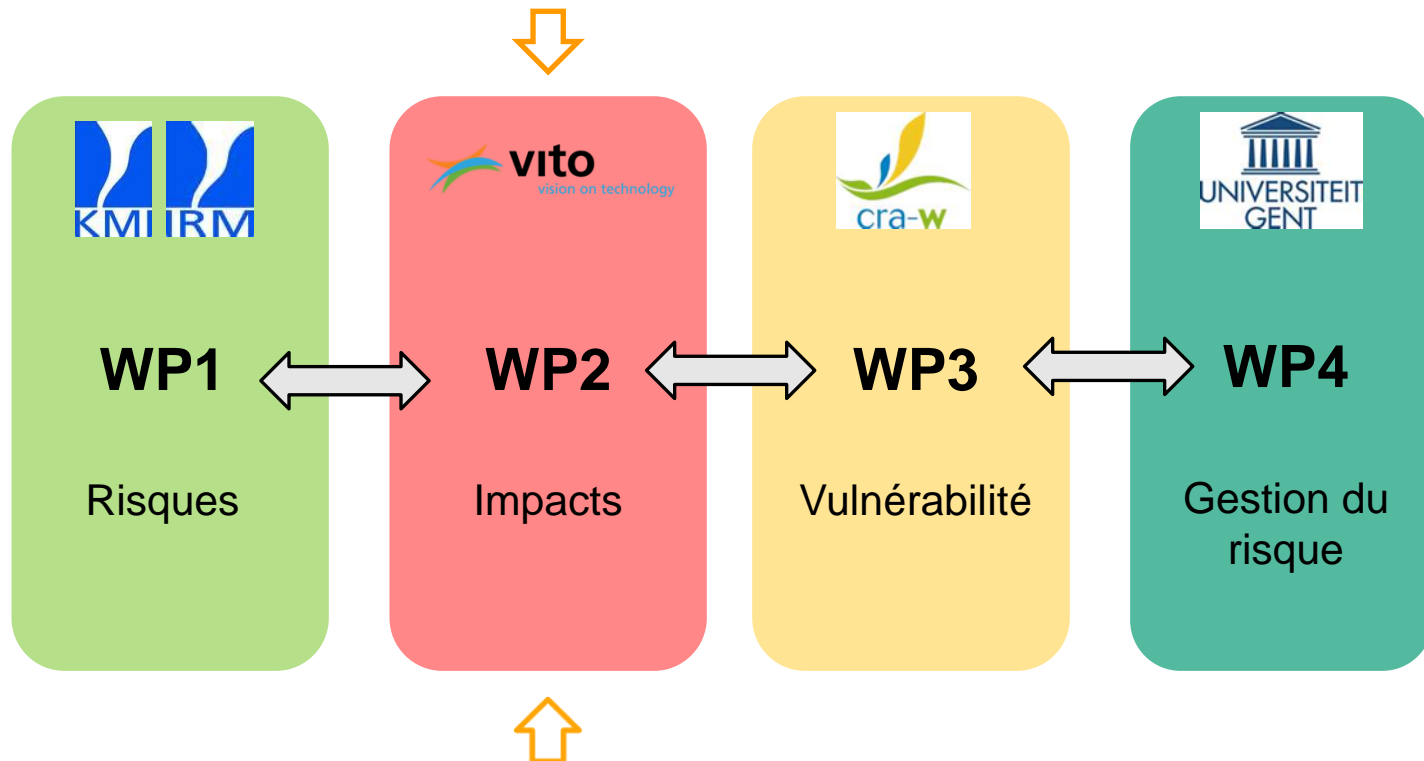 KMI IRM
vito
vision on technology
cra-w
UNIVERSITEIT
GENT
WP1
WP2
WP3
WP4
Risques
Impacts
Vulnérabilité
Gestion du
risque